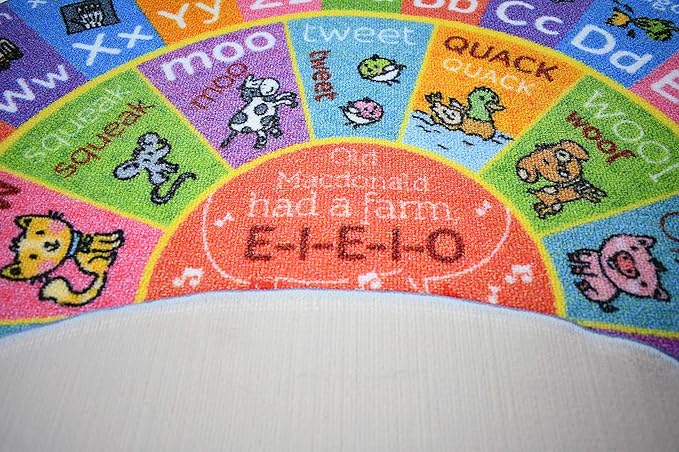 Ww
Xx
Yy
Bb
Cc
Dd
squeak
squeak
moo
moo
tweet
tweet
QUACK
QUACK
woof
woof
Old
Macdonald
had a farm,
E-I-E-I-O